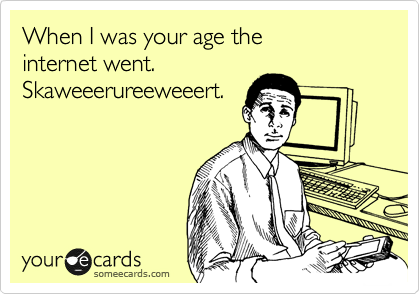 When I was your age the
internet went.
Skaweeerureeweeert.
your e cards
someecards.com